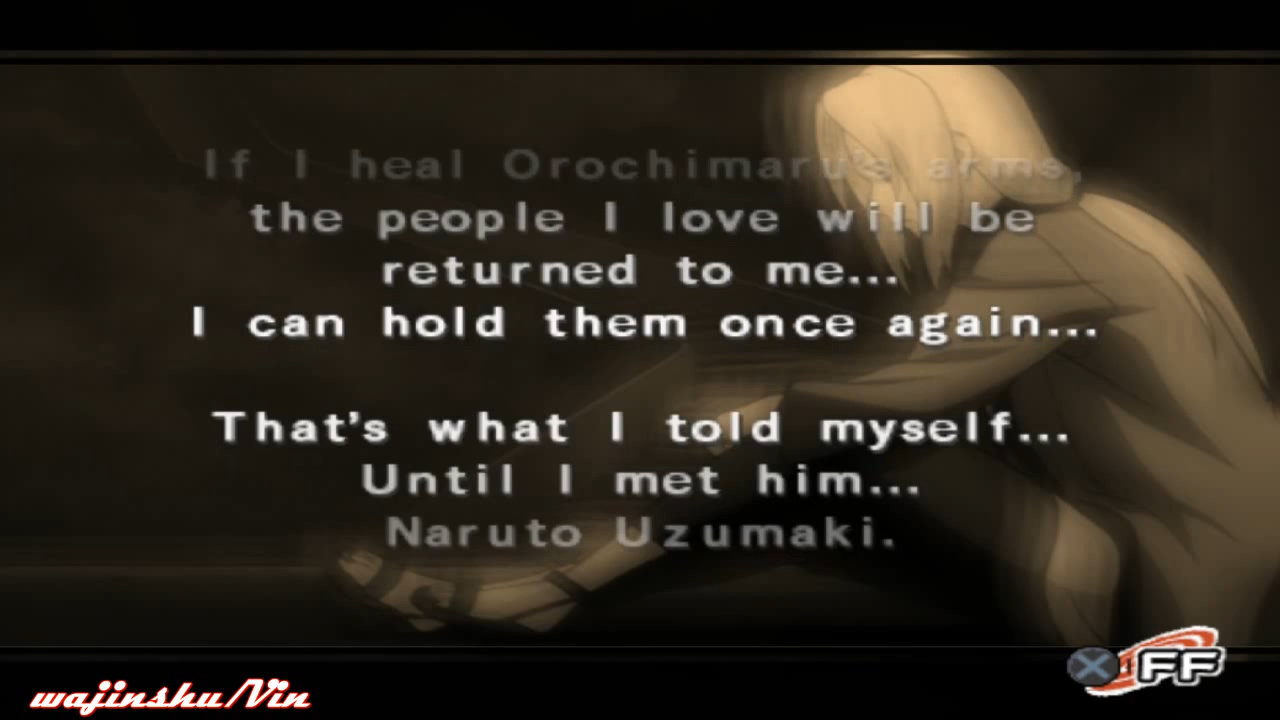 If I heal Orochimaru's arms,
the people I love will be
returned to me...
I can hold them once again...
That's what I told myself...
Until I met him...
Naruto Uzumaki.
FF
wajinshu/Vin